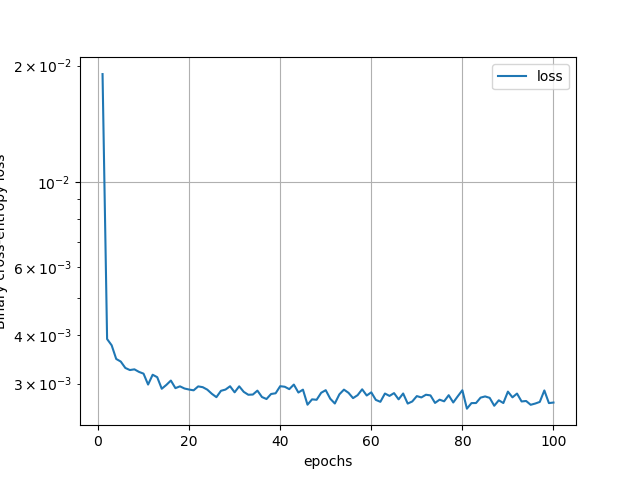 2 × 10⁻²
10⁻²
6 × 10⁻³
4 × 10⁻³
3 × 10⁻³
0 20 40 60 80 100
epochs
cross entropy loss
loss